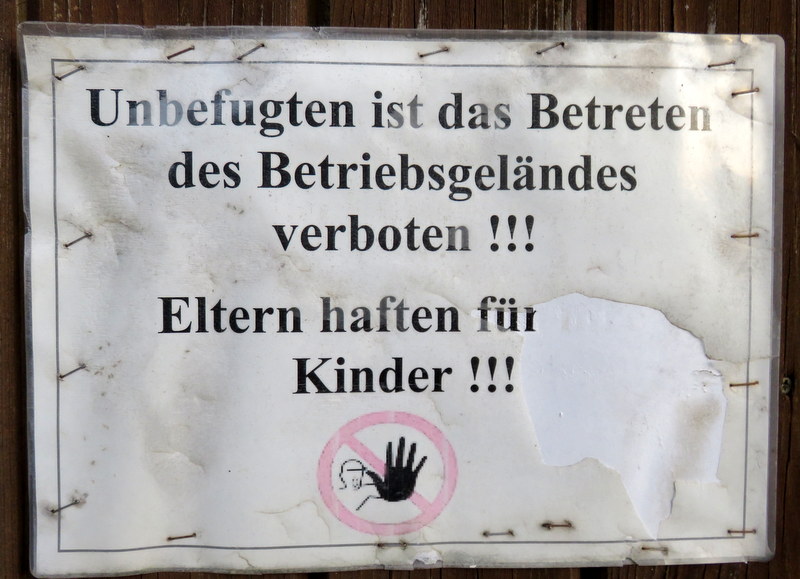 Unbefugten ist das Betreten
des Betriebsgeländes
verboten !!!
Eltern haften für
Kinder !!!